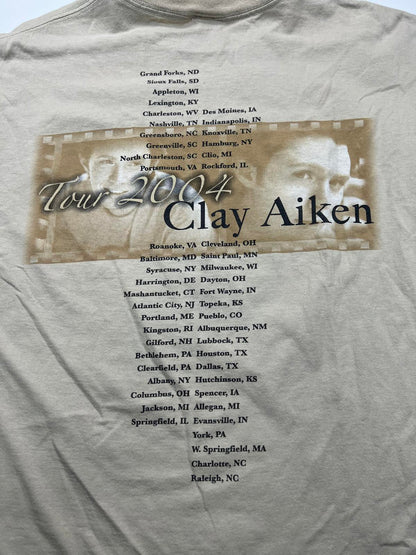 Grand Forks, ND
Sioux Falls, SD
Appleton, WI
Lexington, KY
Charleston, WV Des Moines, IA
Nashville, TN Indianapolis, IN
Greensboro, NC Knoxville, TN
Greenville, SC Hamburg, NY
North Charleston, SC Clio, MI
Portsmouth, VA Rockford, IL
Tour 2004
Clay Aiken
Roanoke, VA Cleveland, OH
Baltimore, MD Saint Paul, MN
Syracuse, NY Milwaukee, WI
Harrington, DE Dayton, OH
Mashantucket, CT Fort Wayne, IN
Atlantic City, NJ Topeka, KS
Portland, ME Pueblo, CO
Kingston, RI Albuquerque, NM
Gilford, NH Lubbock, TX
Bethlehem, PA Houston, TX
Clearfield, PA Dallas, TX
Albany, NY Hutchinson, KS
Columbus, OH Spencer, IA
Jackson, MI Allegan, MI
Springfield, IL Evansville, IN
York, PA
W. Springfield, MA
Charlotte, NC
Raleigh, NC